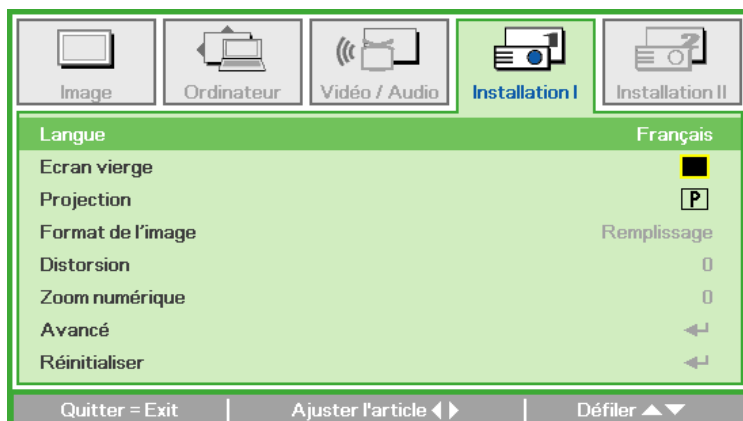 Image Ordinateur Vidéo / Audio Installation I Installation II
Langue Français
Ecran vierge
Projection P
Format de l'image Remplissage
Distorsion 0
Zoom numérique 0
Avancé
Réinitialiser
Quitter = Exit Ajuster l'article Défiler